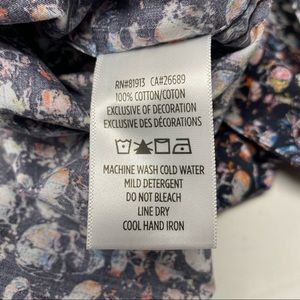 RN#81913 CA#26689
100% COTTON/COTTON
EXCLUSIVE OF DECORATION
EXCLUSIVE DES DÉCORATIONS
MACHINE WASH COLD WATER
MILD DETERGENT
DO NOT BLEACH
LINE DRY
COOL HAND IRON